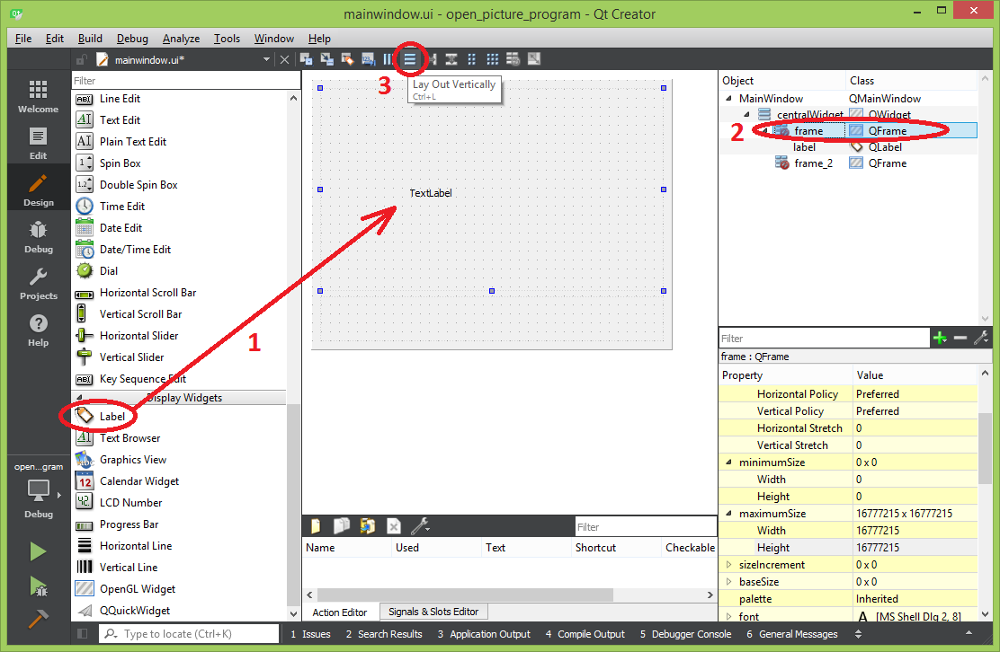 mainwindow.ui - open_picture_program - Qt Creator
File Edit Build Debug Analyze Tools Window Help
mainwindow.ui*
Welcome
Edit
Design
Debug
Projects
Help
open...gram
Debug
Filter
Line Edit
Text Edit
Plain Text Edit
Spin Box
Double Spin Box
Time Edit
Date Edit
Date/Time Edit
Dial
Horizontal Scroll Bar
Vertical Scroll Bar
Horizontal Slider
Vertical Slider
Key Sequence Edit
Display Widgets
Label
Text Browser
Graphics View
Calendar Widget
LCD Number
Progress Bar
Horizontal Line
Vertical Line
OpenGL Widget
QQuickWidget
3
Lay Out Vertically
Ctrl+L
TextLabel
1
Filter
Name Used Text Shortcut Checkable
Action Editor Signals & Slots Editor
Object Class
MainWindow QMainWindow
centralWidget QWidget
2 frame QFrame
label QLabel
frame_2 QFrame
Filter
frame : QFrame
Property Value
Horizontal Policy Preferred
Vertical Policy Preferred
Horizontal Stretch 0
Vertical Stretch 0
minimumSize 0 x 0
Width 0
Height 0
maximumSize 16777215 x 16777215
Width 16777215
Height 16777215
sizeIncrement 0 x 0
baseSize 0 x 0
palette Inherited
font A [MS Shell Dlg 2, 8]
Type to locate (Ctrl+K) 1 Issues 2 Search Results 3 Application Output 4 Compile Output 5 Debugger Console 6 General Messages